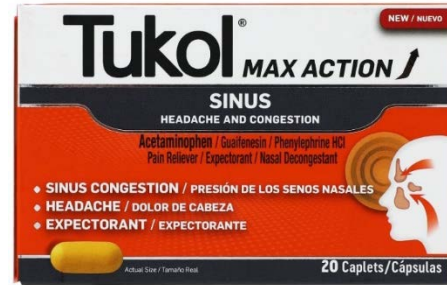 NEW / NUEVO
Tukol® MAX ACTION
SINUS
HEADACHE AND CONGESTION
Acetaminophen / Guaifenesin / Phenylephrine HCl
Pain Reliever / Expectorant / Nasal Decongestant
SINUS CONGESTION / PRESIÓN DE LOS SENOS NASALES
HEADACHE / DOLOR DE CABEZA
EXPECTORANT / EXPECTORANTE
Actual Size / Tamaño Real
20 Caplets/Cápsulas